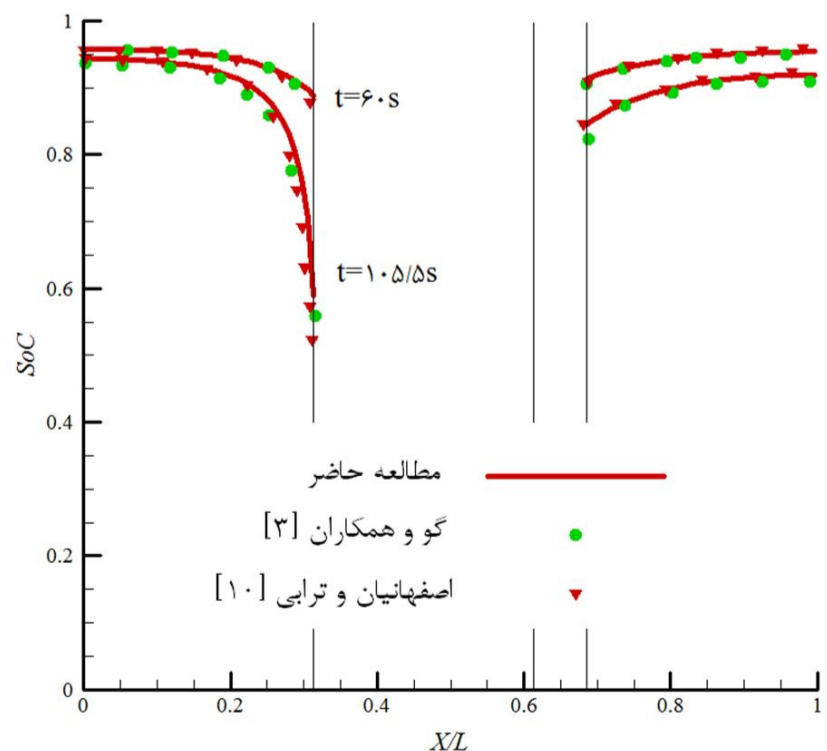 1
0.8
0.6
0.4
0.2
0
SoC
t=۶۰s
t=۱۰۵/۵s
مطالعه حاضر
گو و همکاران [۳]
اصفهانیان و ترابی [۱۰]
0 0.2 0.4 0.6 0.8 1
X/L